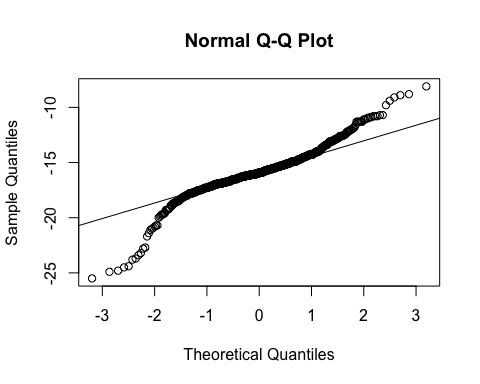 Normal Q-Q Plot
Sample Quantiles
-10
-15
-20
-25
-3 -2 -1 0 1 2 3
Theoretical Quantiles